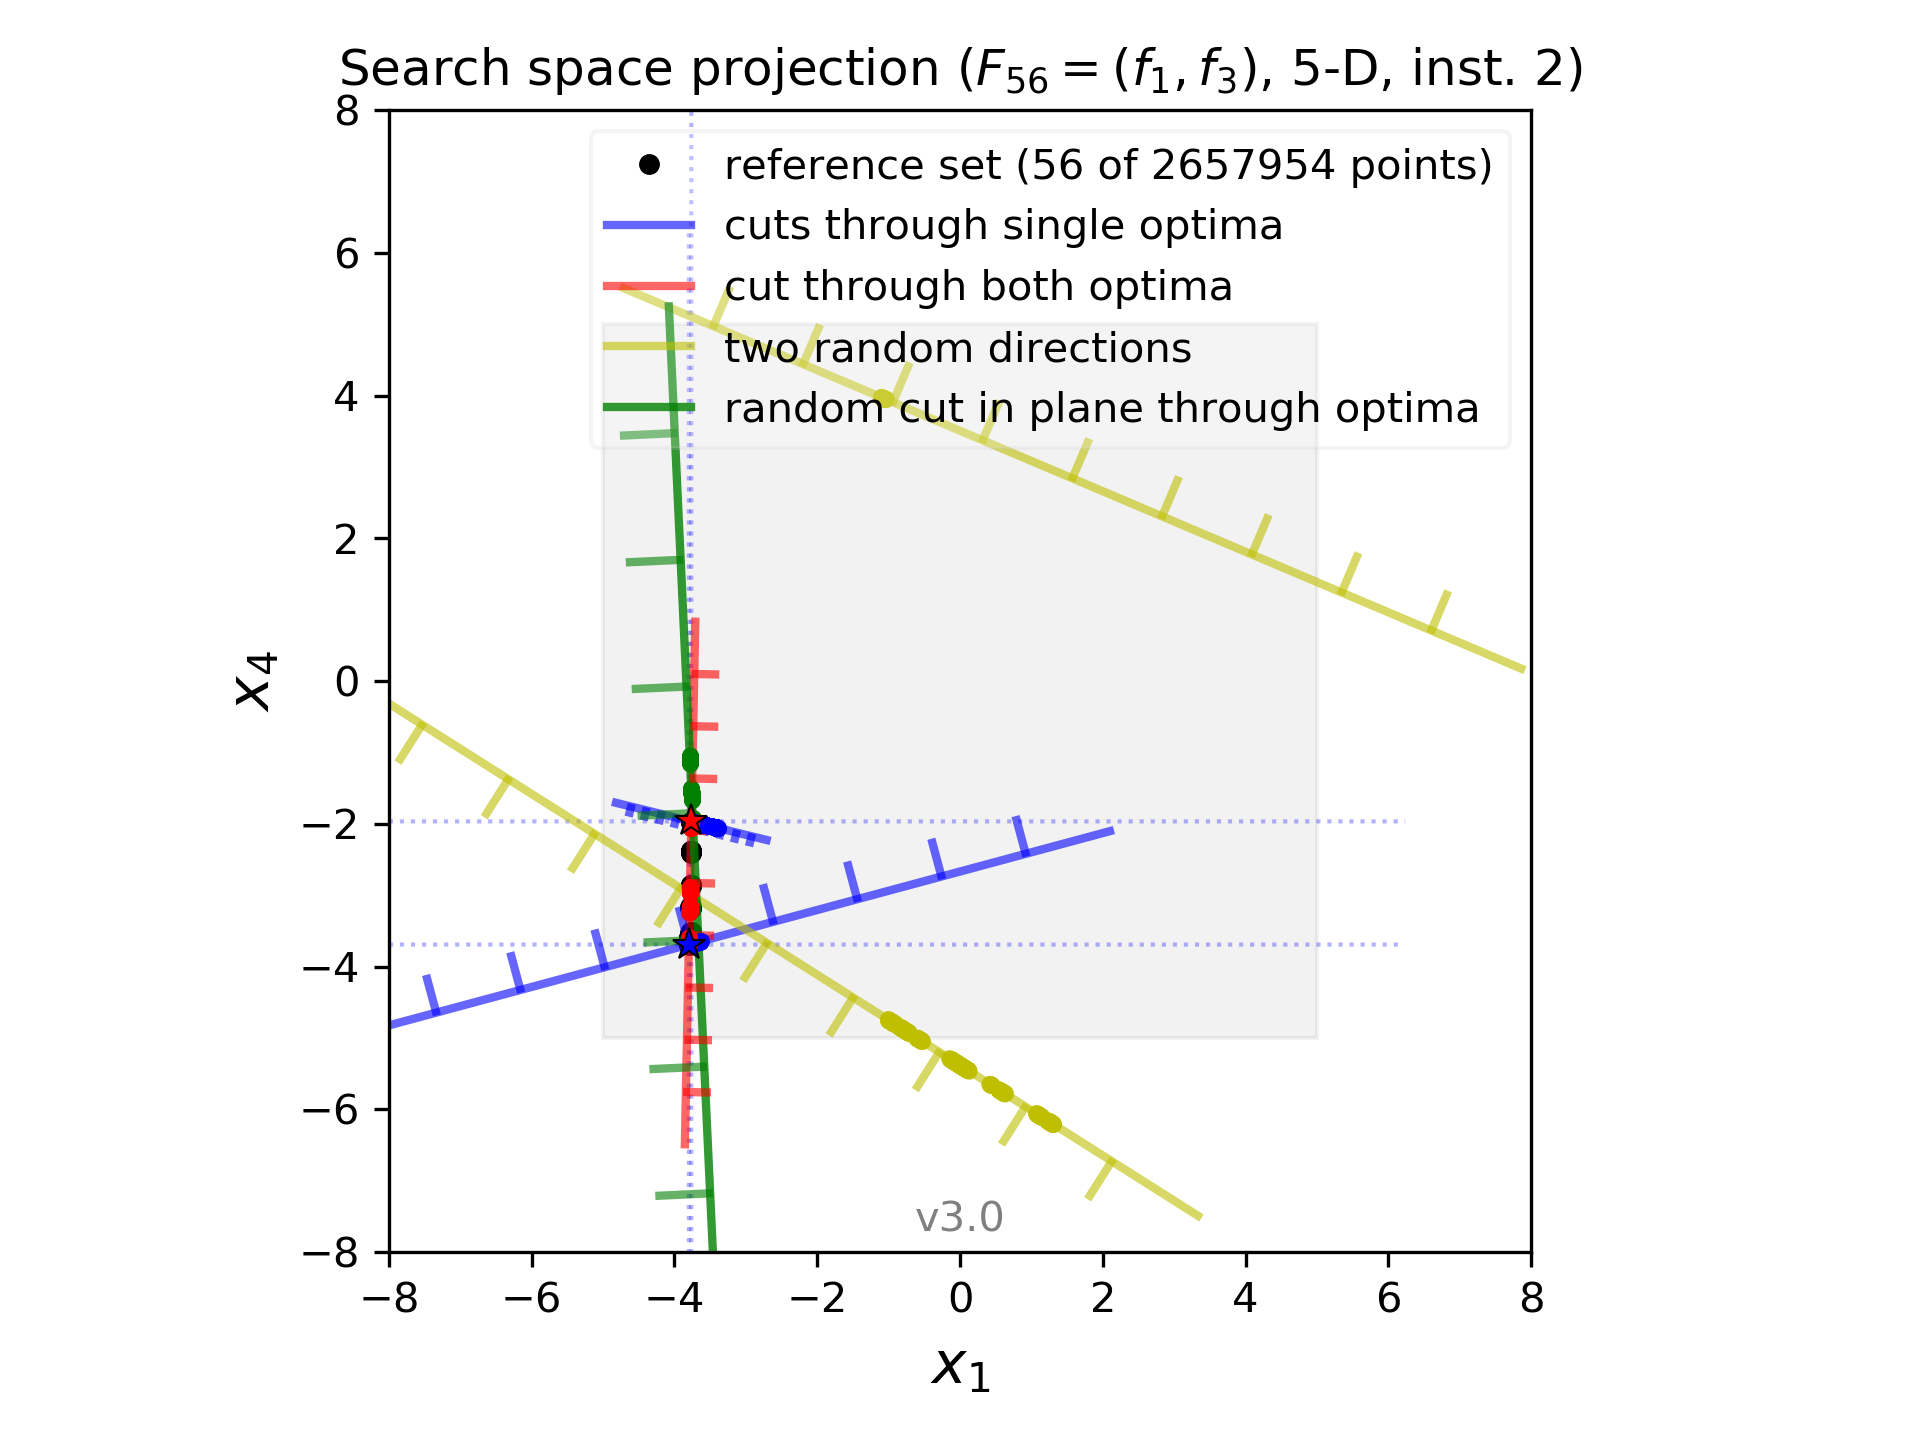 Search space projection (F₅₆ = (f₁, f₃), 5-D, inst. 2)
reference set (56 of 2657954 points)
cuts through single optima
cut through both optima
two random directions
random cut in plane through optima
8
6
4
2
0
−2
−4
−6
−8
x₄
v3.0
−8 −6 −4 −2 0 2 4 6 8
x₁